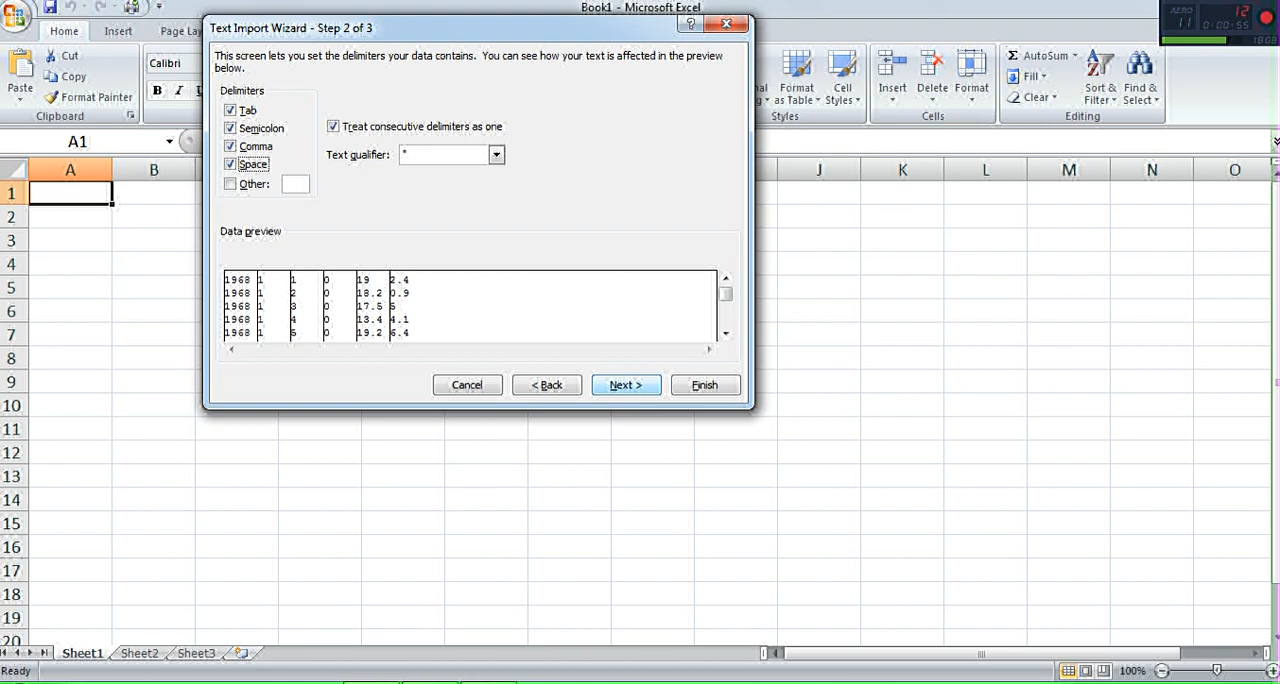 Book1 - Microsoft Excel
AERO
11
12
0:00:55
Home
Insert
Page Lay
Text Import Wizard - Step 2 of 3
This screen lets you set the delimiters your data contains. You can see how your text is affected in the preview
below.
Delimiters
Tab
Semicolon
Comma
Space
Other:
Treat consecutive delimiters as one
Text qualifier:
"
Data preview
1968 1 1 0 19 2.4
1968 1 2 0 18.2 0.9
1968 1 3 0 17.5 5
1968 1 4 0 13.4 4.1
1968 1 5 0 19.2 6.4
Cancel
< Back
Next >
Finish
Paste
Cut
Copy
Format Painter
Clipboard
Calibri
B I
Format
as Table
Cell
Styles
Styles
Insert
Delete
Format
Cells
Σ AutoSum
Fill
Clear
Sort &
Filter
Find &
Select
Editing
A1
A B J K L M N O
1
2
3
4
5
6
7
8
9
10
11
12
13
14
15
16
17
18
19
20
Sheet1 Sheet2 Sheet3
Ready
100%